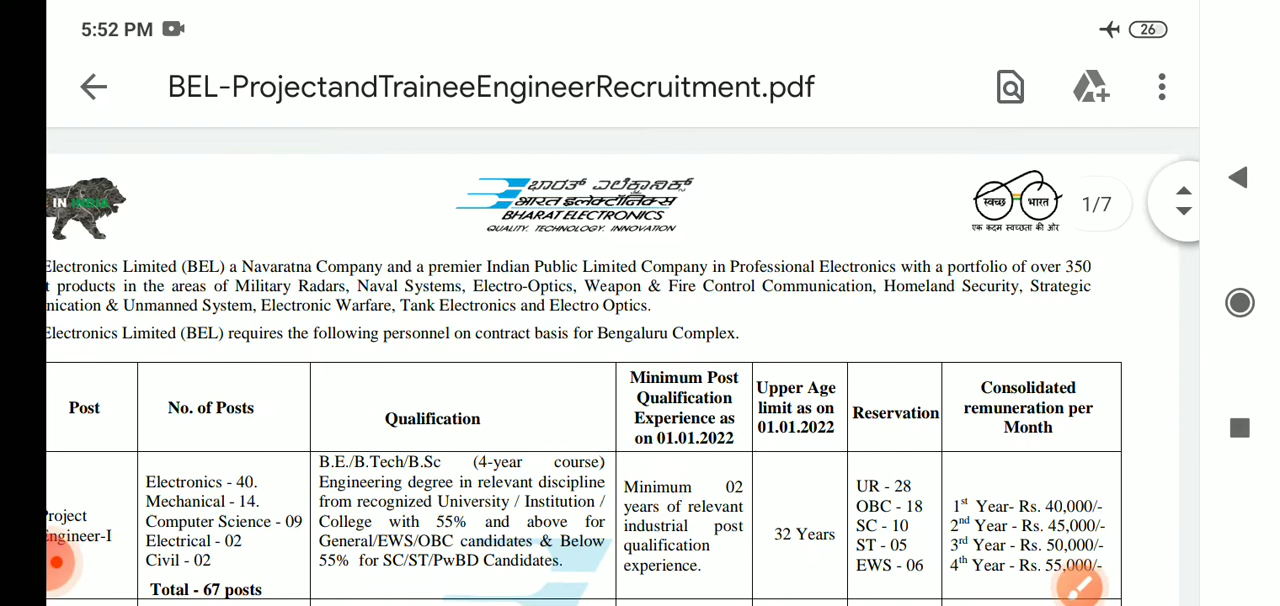 5:52 PM
26
BEL-ProjectandTraineeEngineerRecruitment.pdf
IN INDIA
ಭಾರತ್ ಎಲೆಕ್ಟ್ರಾನಿಕ್ಸ್
भारत इलेक्ट्रॉनिक्स
BHARAT ELECTRONICS
QUALITY. TECHNOLOGY. INNOVATION
स्वच्छ भारत
एक कदम स्वच्छता की ओर
1/7
Electronics Limited (BEL) a Navaratna Company and a premier Indian Public Limited Company in Professional Electronics with a portfolio of over 350
t products in the areas of Military Radars, Naval Systems, Electro-Optics, Weapon & Fire Control Communication, Homeland Security, Strategic
nication & Unmanned System, Electronic Warfare, Tank Electronics and Electro Optics.
Electronics Limited (BEL) requires the following personnel on contract basis for Bengaluru Complex.
Post
No. of Posts
Qualification
Minimum Post
Qualification
Experience as
on 01.01.2022
Upper Age
limit as on
01.01.2022
Reservation
Consolidated
remuneration per
Month
Project
Engineer-I
Electronics - 40.
Mechanical - 14.
Computer Science - 09
Electrical - 02
Civil - 02
Total - 67 posts
B.E./B.Tech/B.Sc (4-year course)
Engineering degree in relevant discipline
from recognized University / Institution /
College with 55% and above for
General/EWS/OBC candidates & Below
55% for SC/ST/PwBD Candidates.
Minimum 02
years of relevant
industrial post
qualification
experience.
32 Years
UR - 28
OBC - 18
SC - 10
ST - 05
EWS - 06
1st Year- Rs. 40,000/-
2nd Year - Rs. 45,000/-
3rd Year - Rs. 50,000/-
4th Year - Rs. 55,000/-